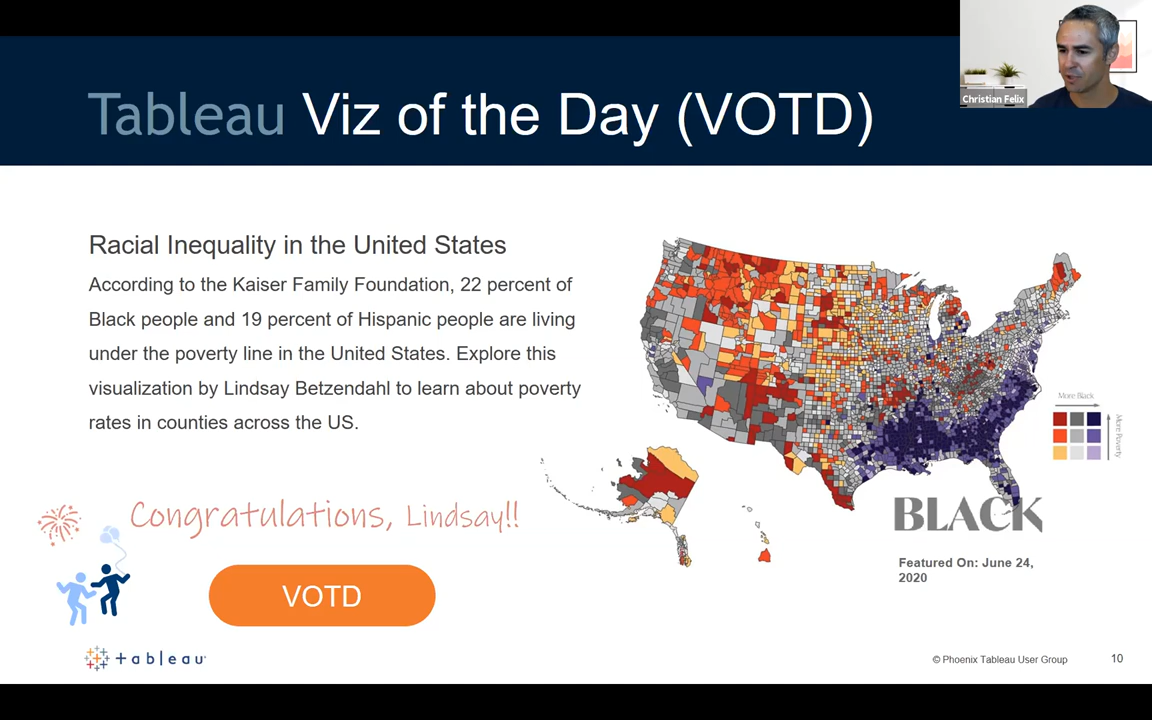 Christian Felix
Tableau Viz of the Day (VOTD)
Racial Inequality in the United States
According to the Kaiser Family Foundation, 22 percent of
Black people and 19 percent of Hispanic people are living
under the poverty line in the United States. Explore this
visualization by Lindsay Betzendahl to learn about poverty
rates in counties across the US.
More Black
More Poverty
BLACK
Featured On: June 24,
2020
Congratulations, Lindsay!!
VOTD
+ableau
© Phoenix Tableau User Group
10